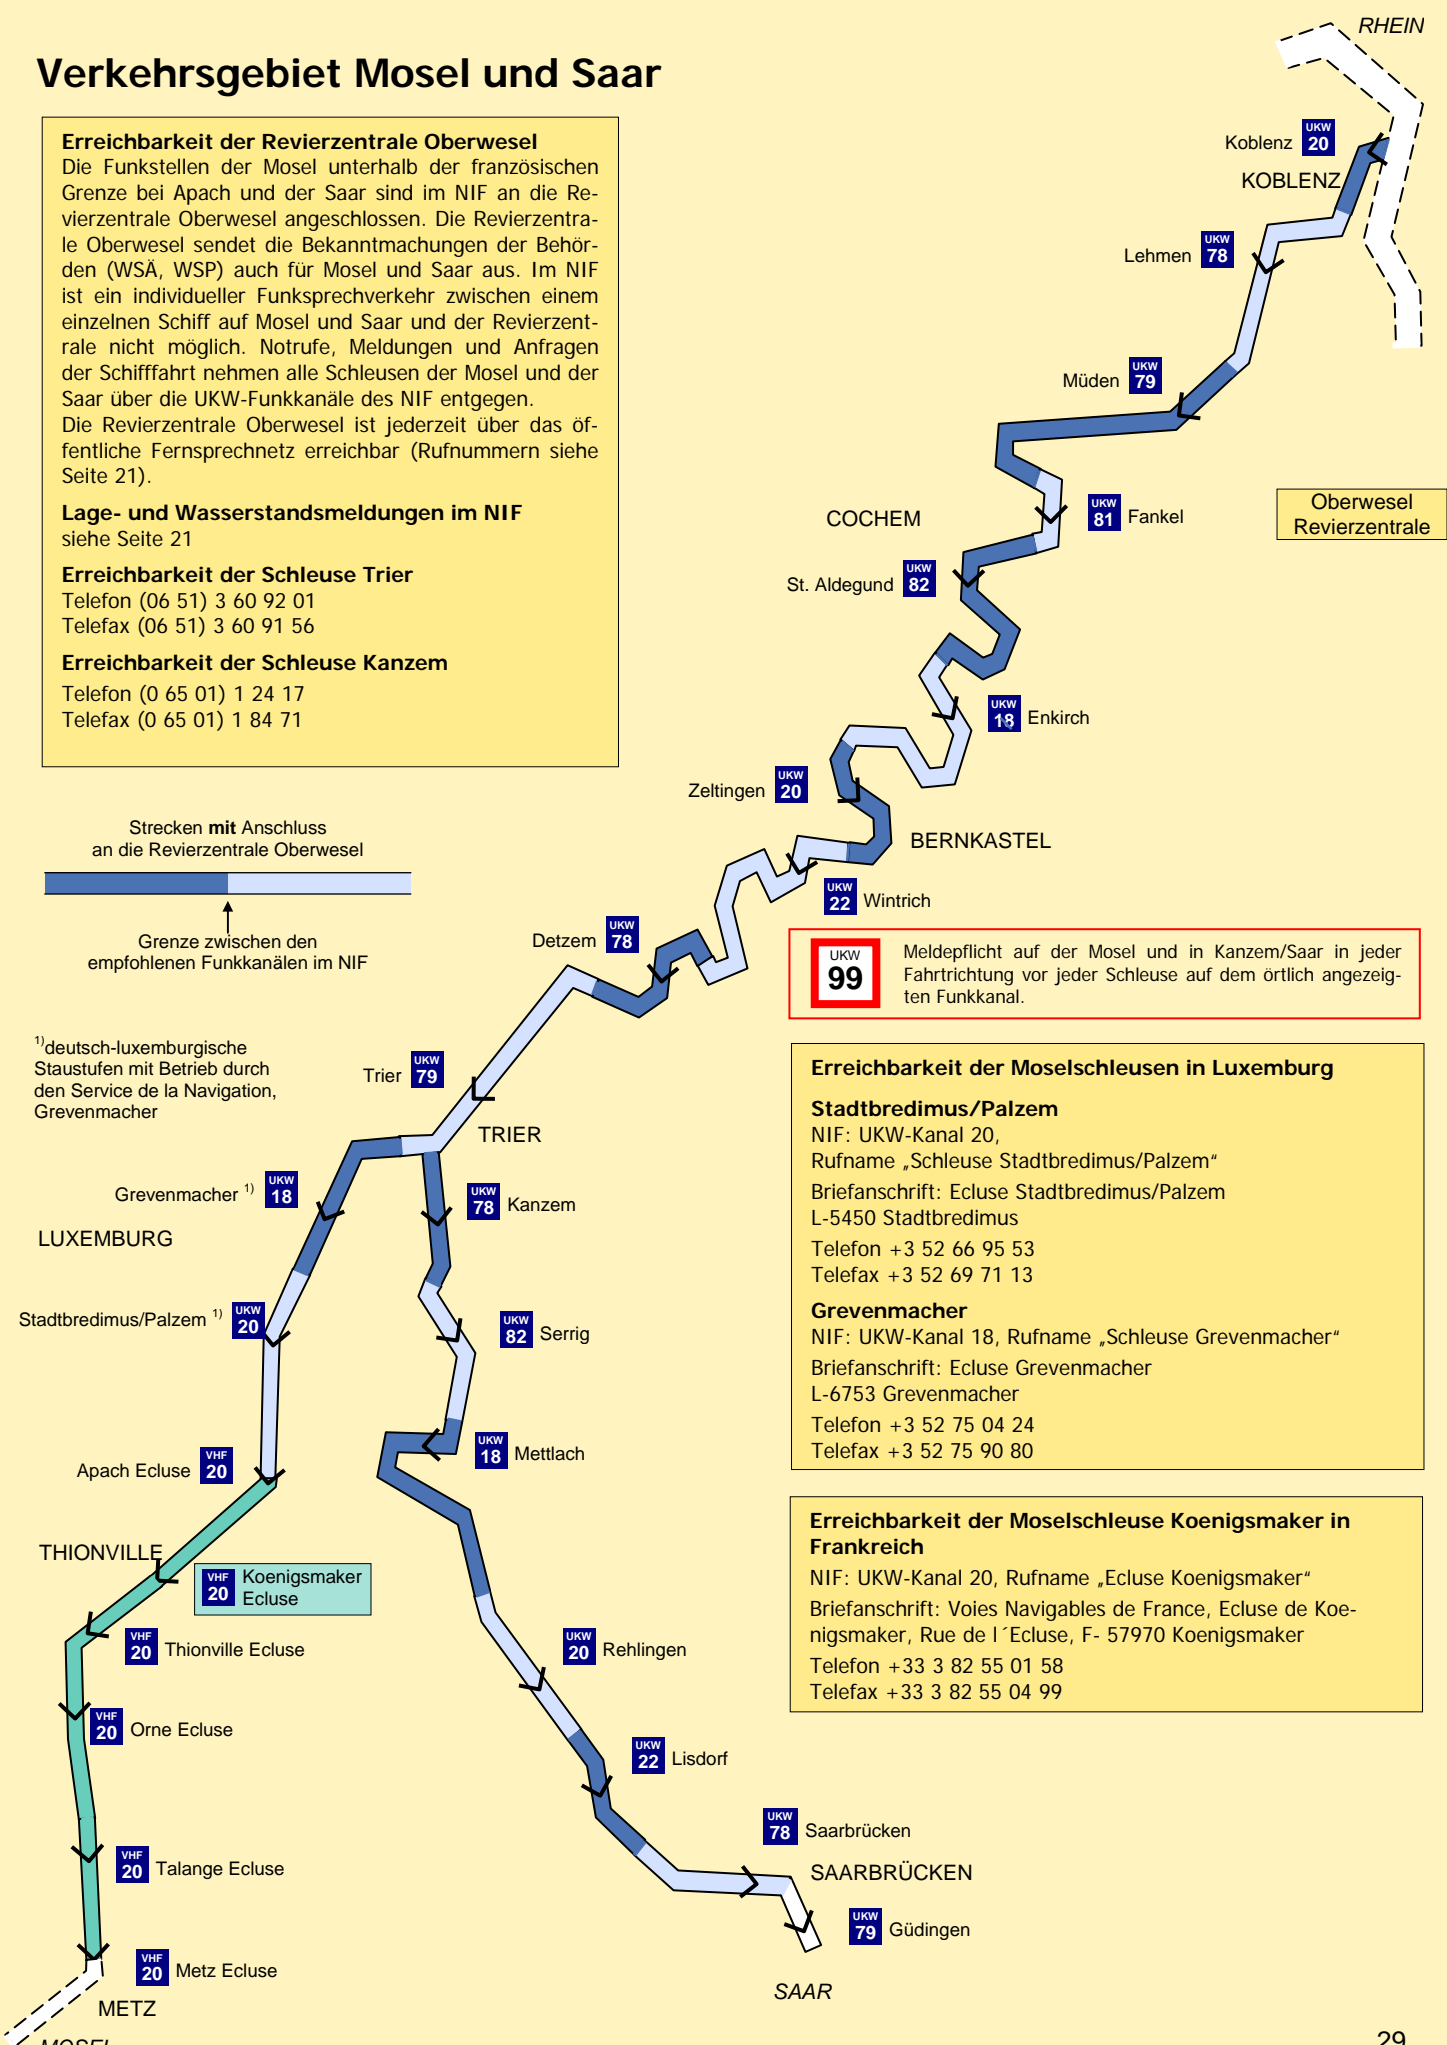 RHEIN
Verkehrsgebiet Mosel und Saar
Erreichbarkeit der Revierzentrale Oberwesel
Die Funkstellen der Mosel unterhalb der französischen
Grenze bei Apach und der Saar sind im NIF an die Re-
vierzentrale Oberwesel angeschlossen. Die Revierzentra-
le Oberwesel sendet die Bekanntmachungen der Behör-
den (WSÄ, WSP) auch für Mosel und Saar aus. Im NIF
ist ein individueller Funksprechverkehr zwischen einem
einzelnen Schiff auf Mosel und Saar und der Revierzent-
rale nicht möglich. Notrufe, Meldungen und Anfragen
der Schifffahrt nehmen alle Schleusen der Mosel und der
Saar über die UKW-Funkkanäle des NIF entgegen.
Die Revierzentrale Oberwesel ist jederzeit über das öf-
fentliche Fernsprechnetz erreichbar (Rufnummern siehe
Seite 21).
Lage- und Wasserstandsmeldungen im NIF
siehe Seite 21
Erreichbarkeit der Schleuse Trier
Telefon (06 51) 3 60 92 01
Telefax (06 51) 3 60 91 56
Erreichbarkeit der Schleuse Kanzem
Telefon (0 65 01) 1 24 17
Telefax (0 65 01) 1 84 71
Koblenz UKW 20
KOBLENZ
Lehmen UKW 78
Müden UKW 79
COCHEM
UKW 81 Fankel
Oberwesel
Revierzentrale
St. Aldegund UKW 82
UKW 18 Enkirch
Zeltingen UKW 20
BERNKASTEL
UKW 22 Wintrich
Strecken mit Anschluss
an die Revierzentrale Oberwesel
Grenze zwischen den
empfohlenen Funkkanälen im NIF
Detzem UKW 78
UKW 99
Meldepflicht auf der Mosel und in Kanzem/Saar in jeder
Fahrtrichtung vor jeder Schleuse auf dem örtlich angezeig-
ten Funkkanal.
1)deutsch-luxemburgische
Staustufen mit Betrieb durch
den Service de la Navigation,
Grevenmacher
Trier UKW 79
TRIER
Grevenmacher 1) UKW 18
UKW 78 Kanzem
LUXEMBURG
Stadtbredimus/Palzem 1) UKW 20
UKW 82 Serrig
Apach Ecluse VHF 20
UKW 18 Mettlach
THIONVILLE
VHF 20 Koenigsmaker
Ecluse
VHF 20 Thionville Ecluse
UKW 20 Rehlingen
VHF 20 Orne Ecluse
UKW 22 Lisdorf
VHF 20 Talange Ecluse
UKW 78 Saarbrücken
SAARBRÜCKEN
UKW 79 Güdingen
VHF 20 Metz Ecluse
SAAR
METZ
MOSEL
Erreichbarkeit der Moselschleusen in Luxemburg
Stadtbredimus/Palzem
NIF: UKW-Kanal 20,
Rufname „Schleuse Stadtbredimus/Palzem“
Briefanschrift: Ecluse Stadtbredimus/Palzem
L-5450 Stadtbredimus
Telefon +3 52 66 95 53
Telefax +3 52 69 71 13
Grevenmacher
NIF: UKW-Kanal 18, Rufname „Schleuse Grevenmacher“
Briefanschrift: Ecluse Grevenmacher
L-6753 Grevenmacher
Telefon +3 52 75 04 24
Telefax +3 52 75 90 80
Erreichbarkeit der Moselschleuse Koenigsmaker in
Frankreich
NIF: UKW-Kanal 20, Rufname „Ecluse Koenigsmaker“
Briefanschrift: Voies Navigables de France, Ecluse de Koe-
nigsmaker, Rue de l´Ecluse, F- 57970 Koenigsmaker
Telefon +33 3 82 55 01 58
Telefax +33 3 82 55 04 99
29